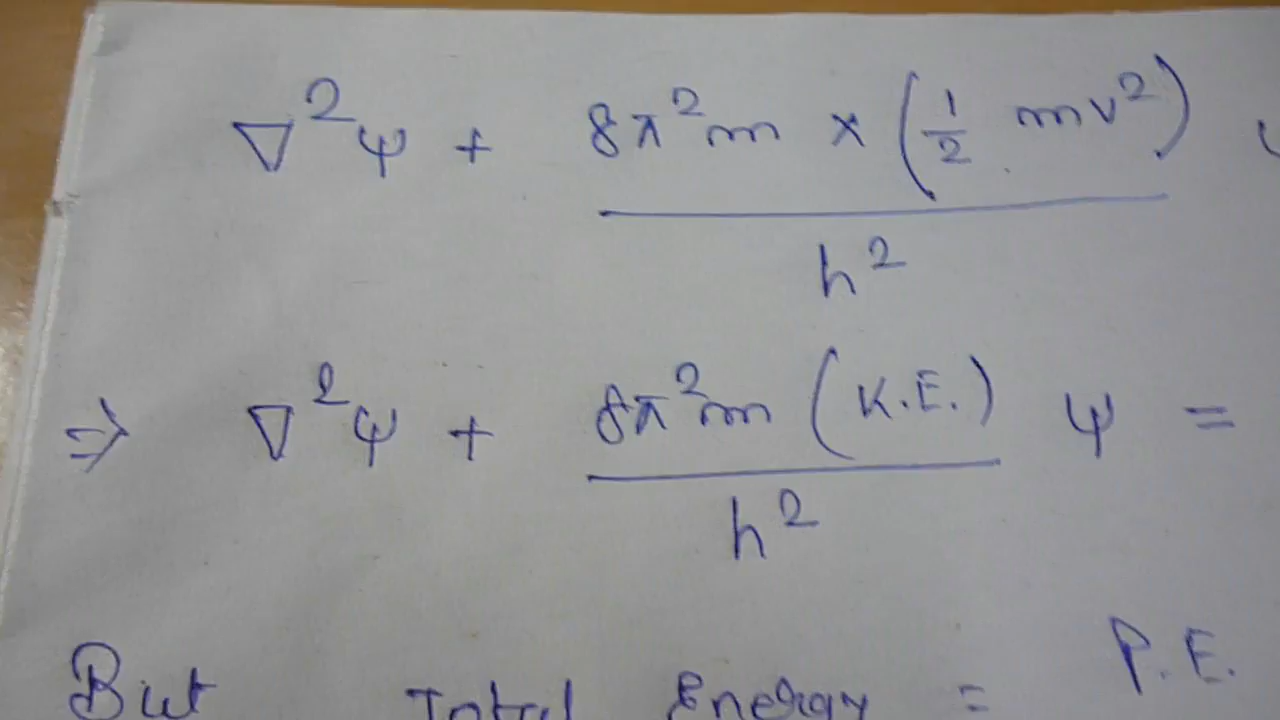 ∇²ψ + 8π²m × (1/2 mv²) / h²
⇒ ∇²ψ + 8π²m (K.E.) / h² ψ =
But Total Energy = P.E.